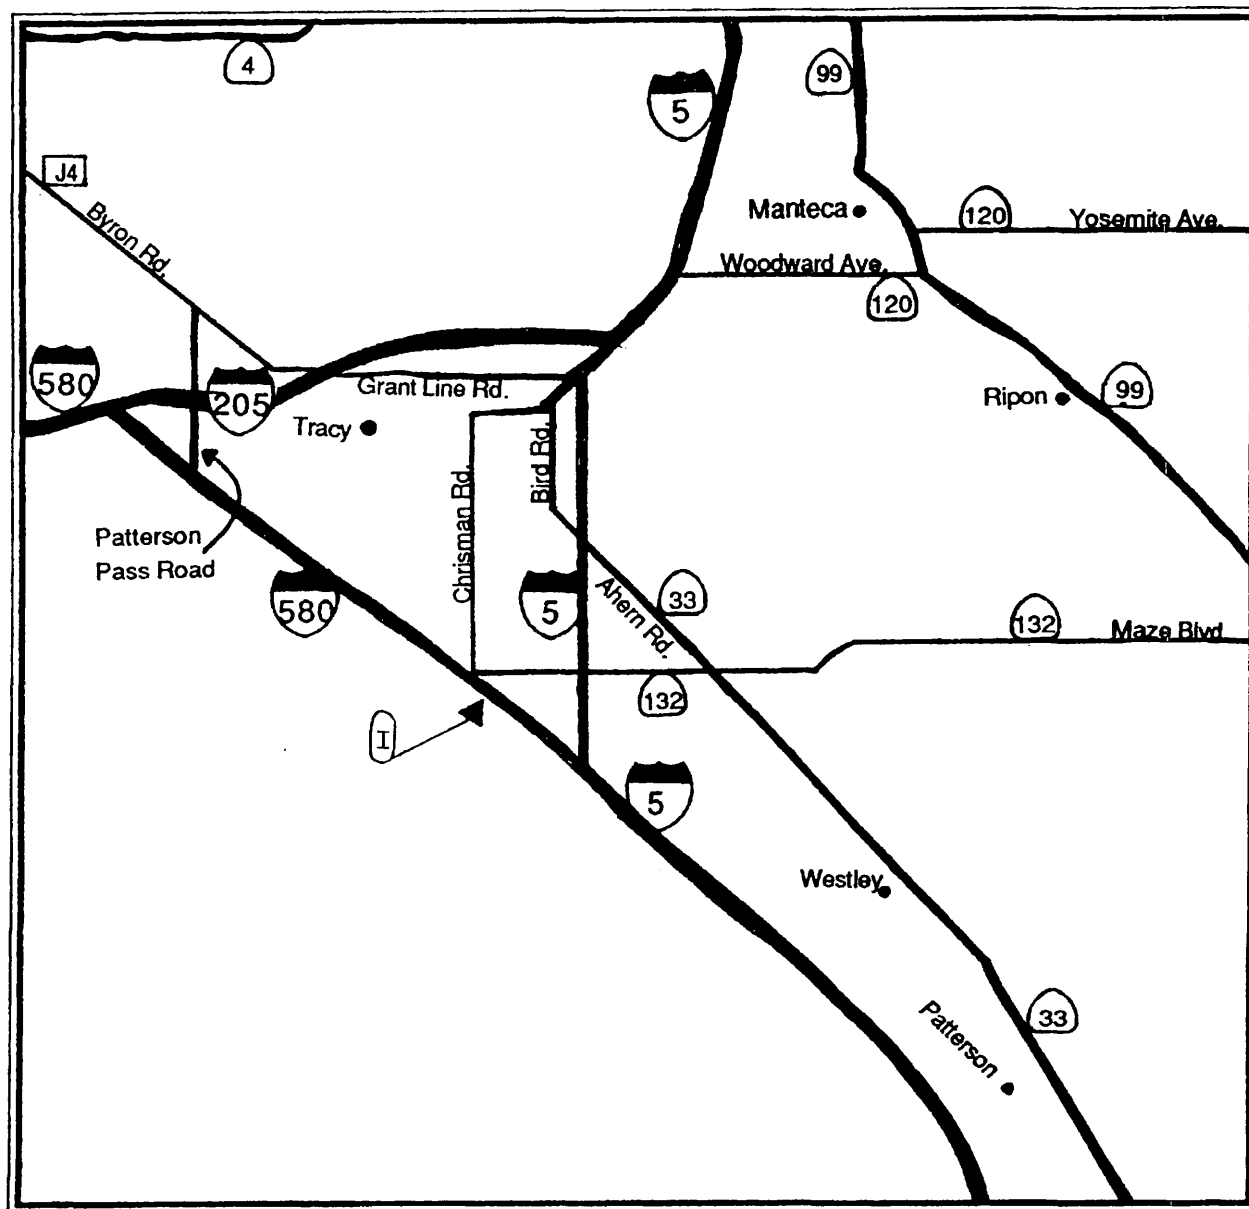 4
5
99
J4
Byron Rd.
Manteca
120
Yosemite Ave.
Woodward Ave.
120
580
205
Grant Line Rd.
Tracy
Ripon
99
Chrisman Rd.
Bird Rd.
Patterson
Pass Road
580
5
Ahern Rd.
33
132
Maze Blvd
132
I
5
Westley
Patterson
33